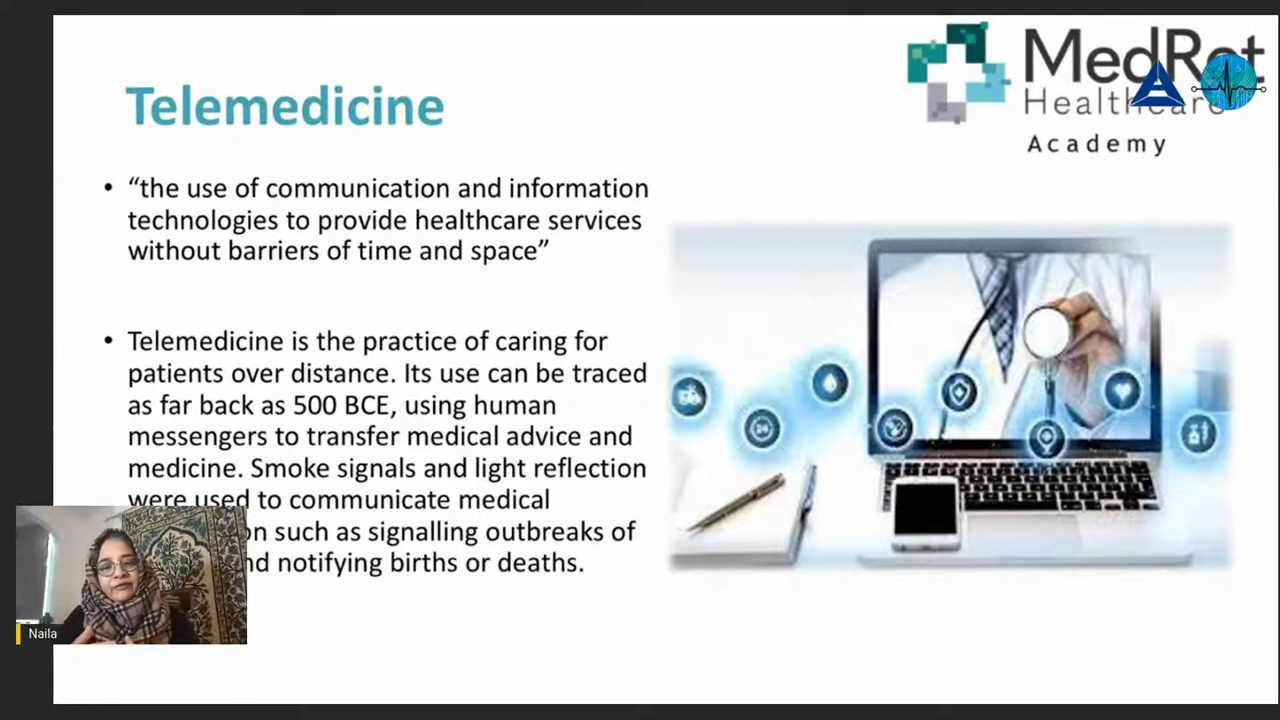 MedRet
Healthcare
Academy
Telemedicine
• “the use of communication and information
technologies to provide healthcare services
without barriers of time and space”
• Telemedicine is the practice of caring for
patients over distance. Its use can be traced
as far back as 500 BCE, using human
messengers to transfer medical advice and
medicine. Smoke signals and light reflection
were used to communicate medical
on such as signalling outbreaks of
nd notifying births or deaths.
Naila